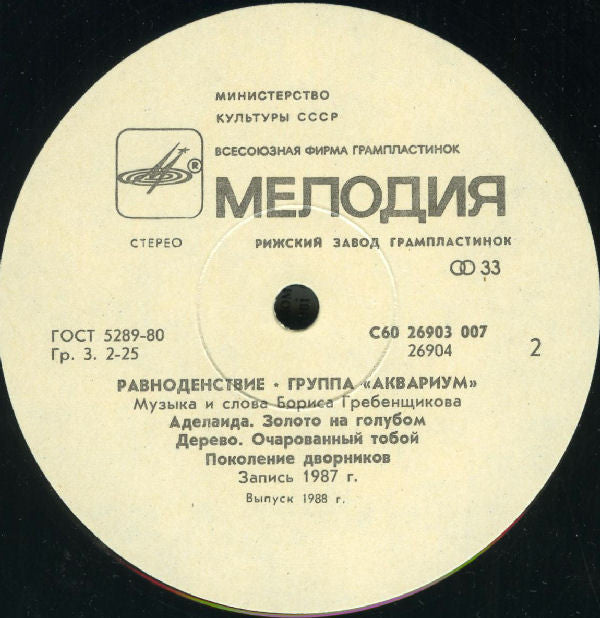 МИНИСТЕРСТВО
КУЛЬТУРЫ СССР
ВСЕСОЮЗНАЯ ФИРМА ГРАМПЛАСТИНОК
®
МЕЛОДИЯ
СТЕРЕО
РИЖСКИЙ ЗАВОД ГРАМПЛАСТИНОК
33
ГОСТ 5289-80
Гр. 3. 2-25
С60 26903 007
26904
2
РАВНОДЕНСТВИЕ · ГРУППА «АКВАРИУМ»
Музыка и слова Бориса Гребенщикова
Аделаида. Золото на голубом
Дерево. Очарованный тобой
Поколение дворников
Запись 1987 г.
Выпуск 1988 г.